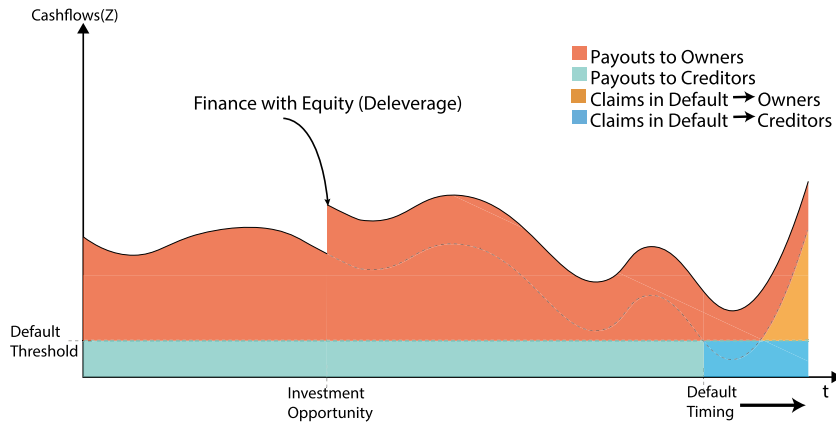 Cashflows(Z)
Payouts to Owners
Payouts to Creditors
Claims in Default → Owners
Claims in Default → Creditors
Finance with Equity (Deleverage)
Default
Threshold
Investment
Opportunity
Default
Timing
t